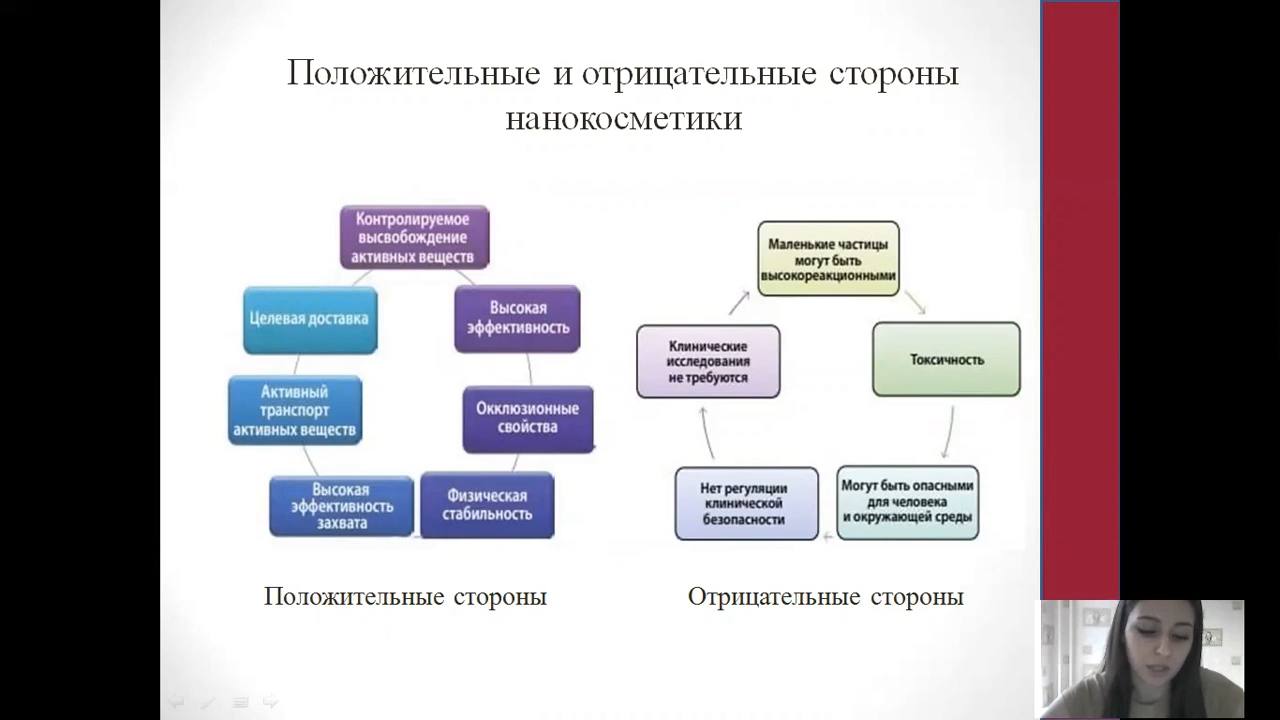 Положительные и отрицательные стороны
нанокосметики
Контролируемое
высвобождение
активных веществ
Высокая
эффективность
Окклюзионные
свойства
Физическая
стабильность
Высокая
эффективность
захвата
Активный
транспорт
активных веществ
Целевая доставка
Положительные стороны
Маленькие частицы
могут быть
высокореакционными
Токсичность
Могут быть опасными
для человека
и окружающей среды
Нет регуляции
клинической
безопасности
Клинические
исследования
не требуются
Отрицательные стороны